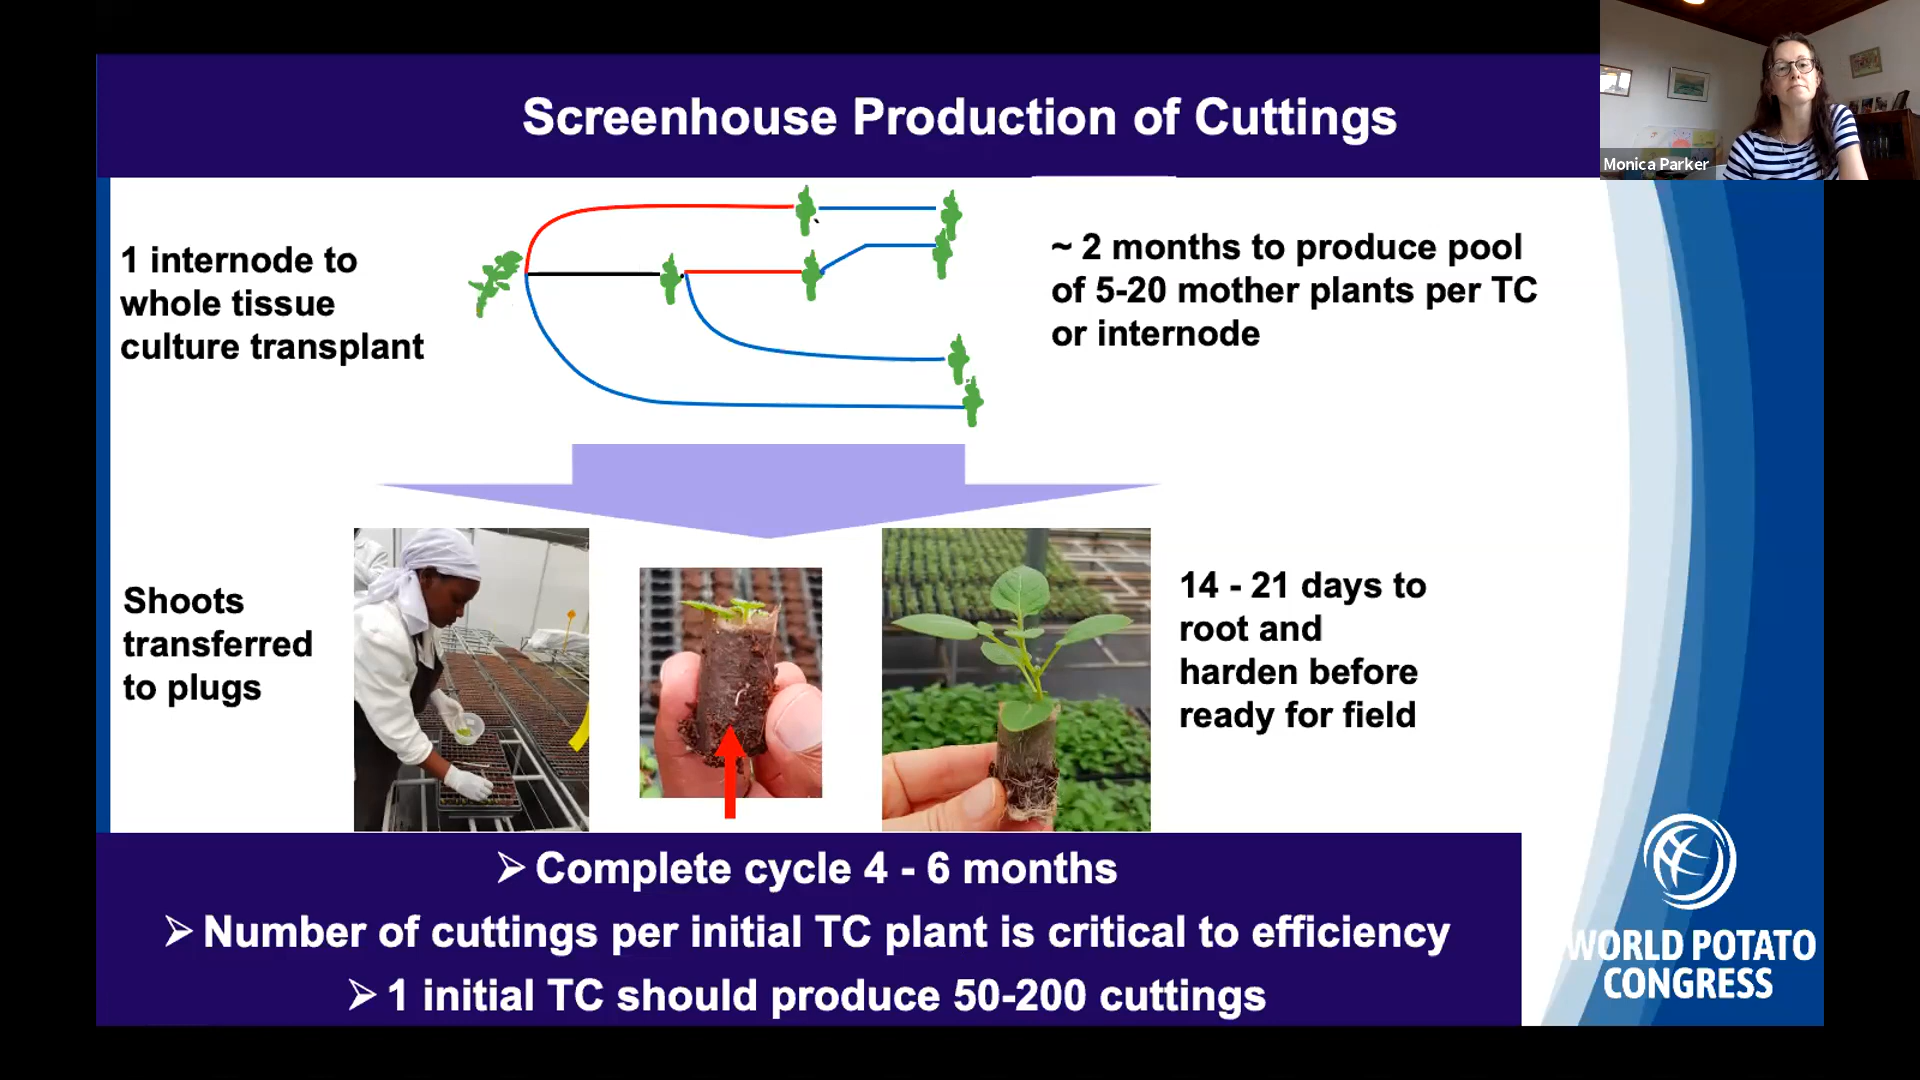 Screenhouse Production of Cuttings
Monica Parker
1 internode to
whole tissue
culture transplant
~ 2 months to produce pool
of 5-20 mother plants per TC
or internode
Shoots
transferred
to plugs
14 - 21 days to
root and
harden before
ready for field
➢ Complete cycle 4 - 6 months
➢ Number of cuttings per initial TC plant is critical to efficiency
➢ 1 initial TC should produce 50-200 cuttings
WORLD POTATO
CONGRESS